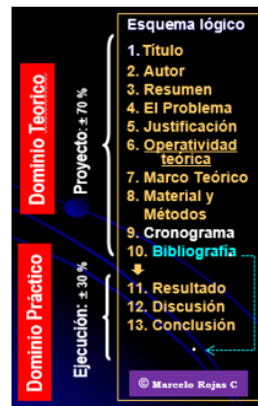 Esquema lógico
1. Título
2. Autor
3. Resumen
4. El Problema
5. Justificación
6. Operatividad
teórica
7. Marco Teórico
8. Material y
Métodos
9. Cronograma
10. Bibliografía
11. Resultado
12. Discusión
13. Conclusión
Dominio Teorico
Proyecto: ± 70 %
Dominio Práctico
Ejecución: ± 30 %
© Marcelo Rojas C